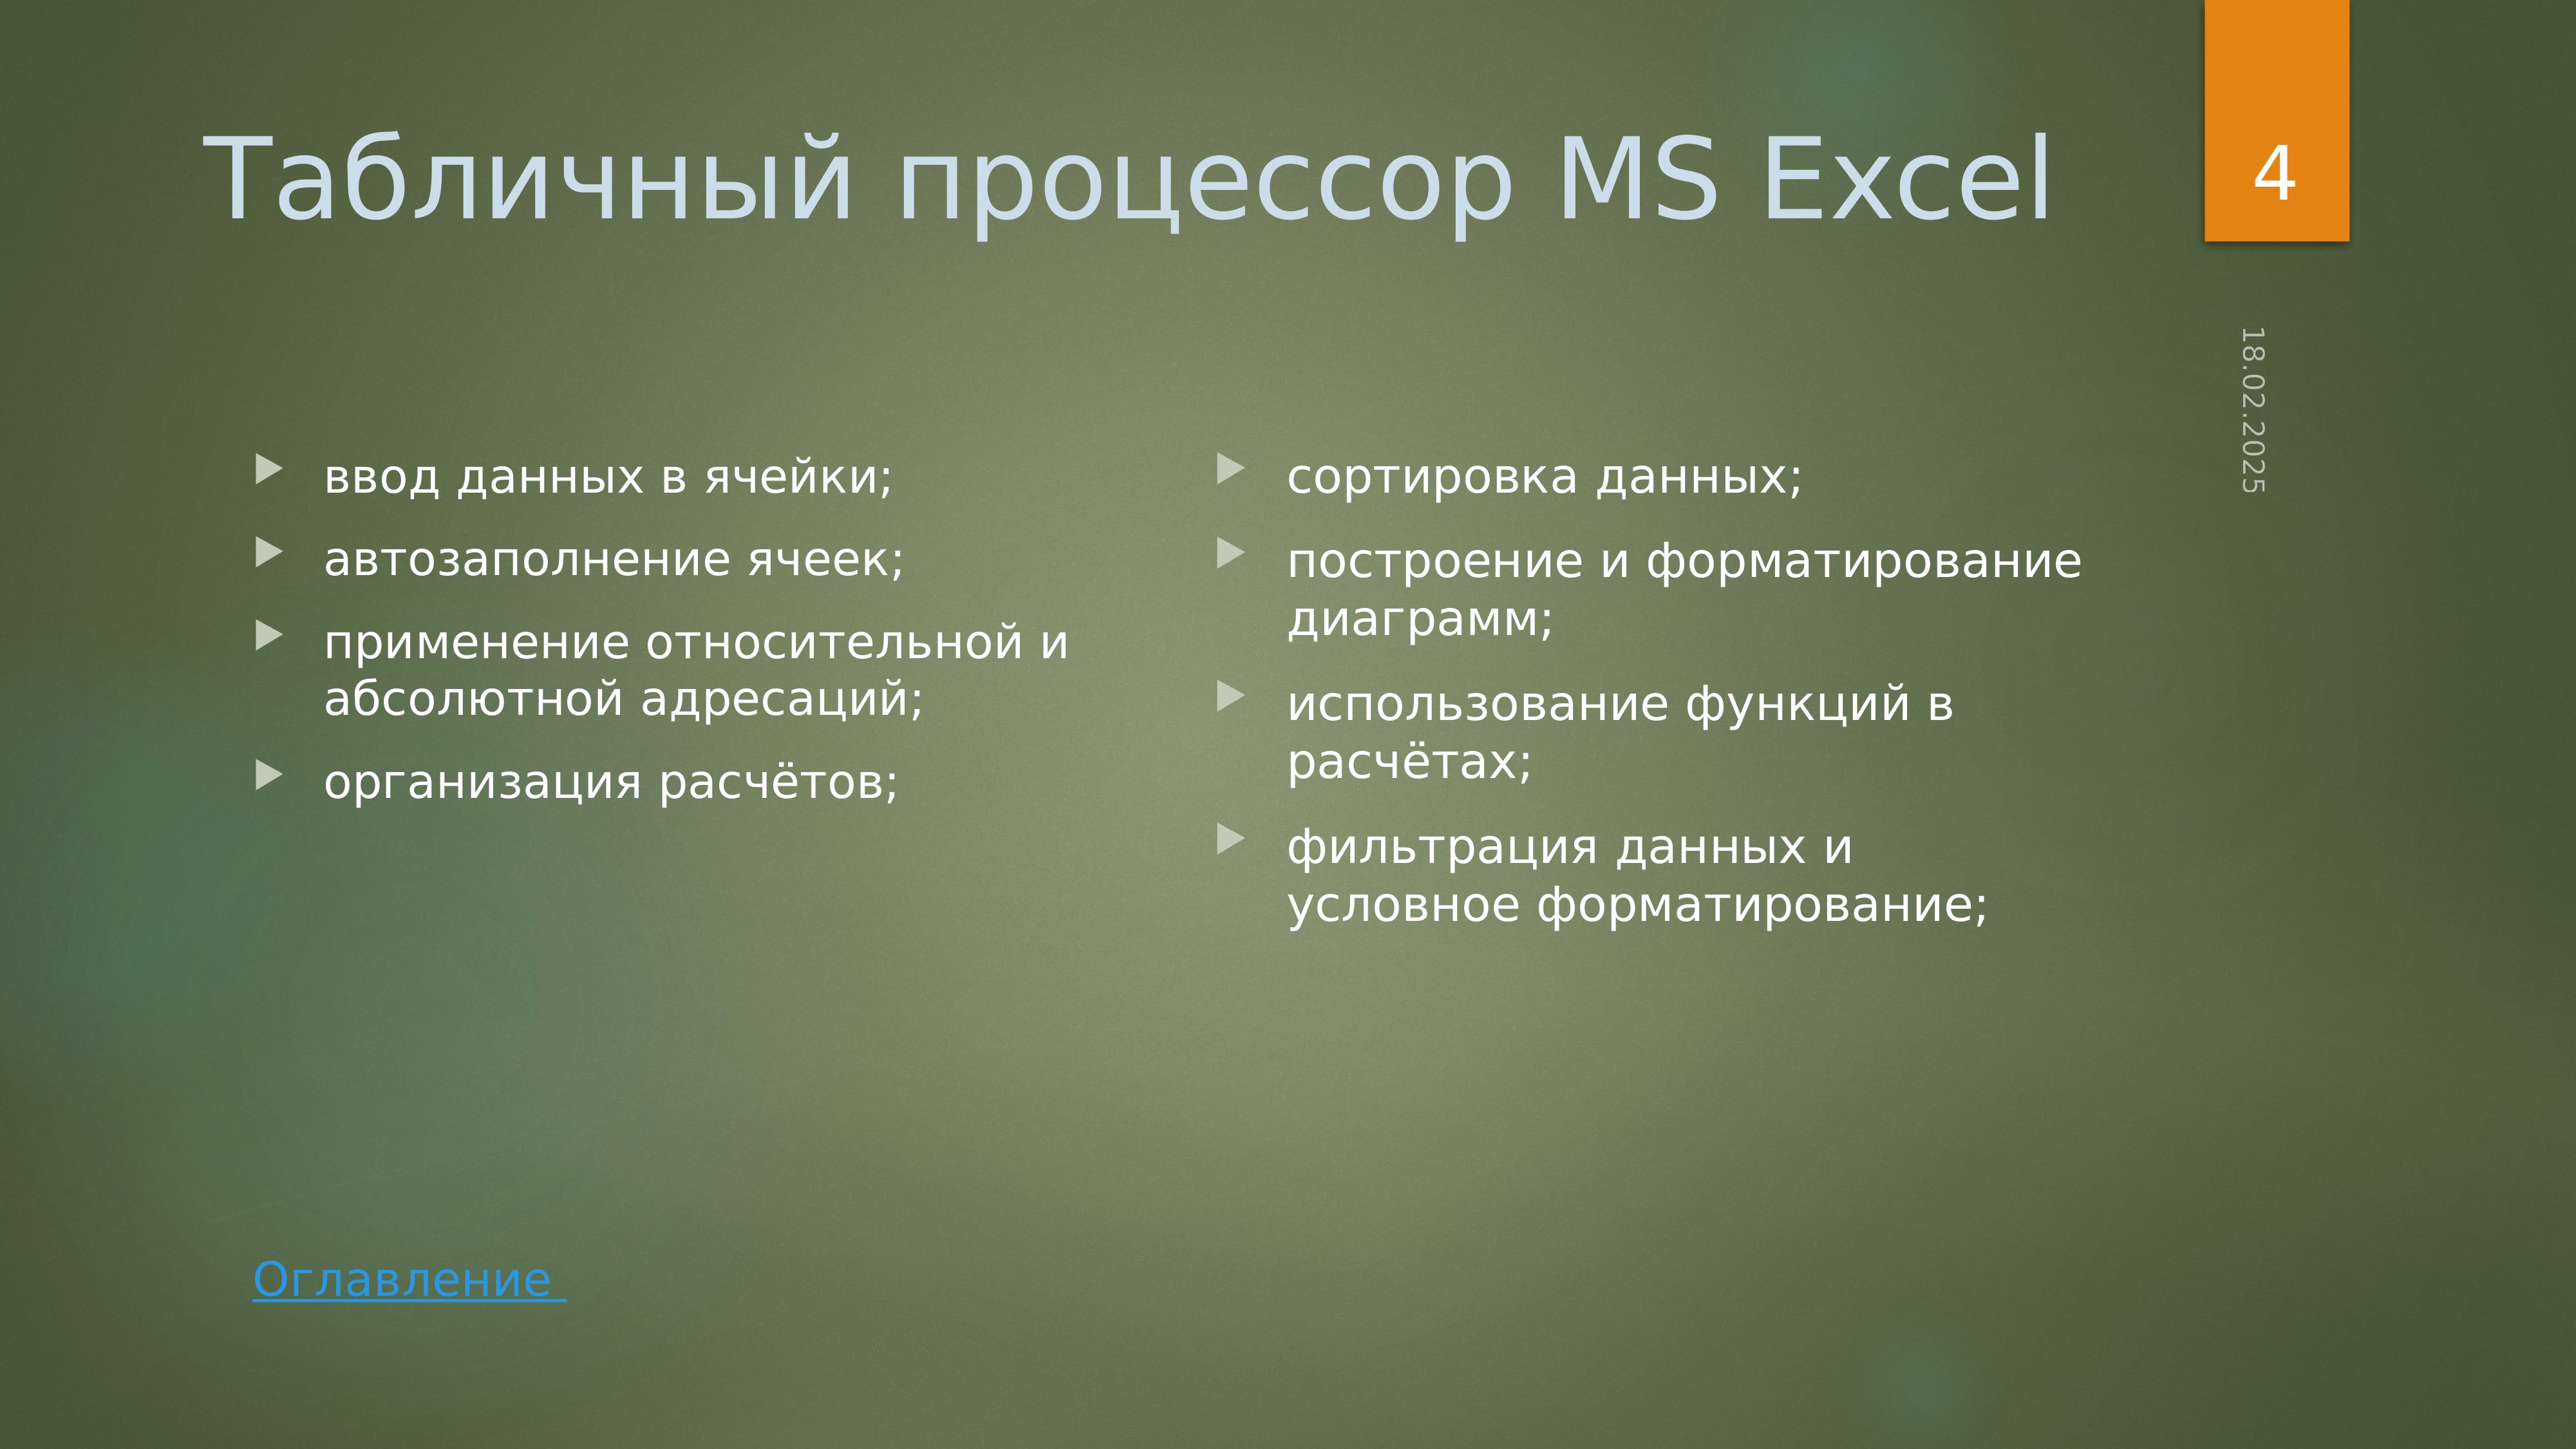 Табличный процессор MS Excel
4
18.02.2025
ввод данных в ячейки;
автозаполнение ячеек;
применение относительной и
абсолютной адресаций;
организация расчётов;
сортировка данных;
построение и форматирование
диаграмм;
использование функций в
расчётах;
фильтрация данных и
условное форматирование;
Оглавление